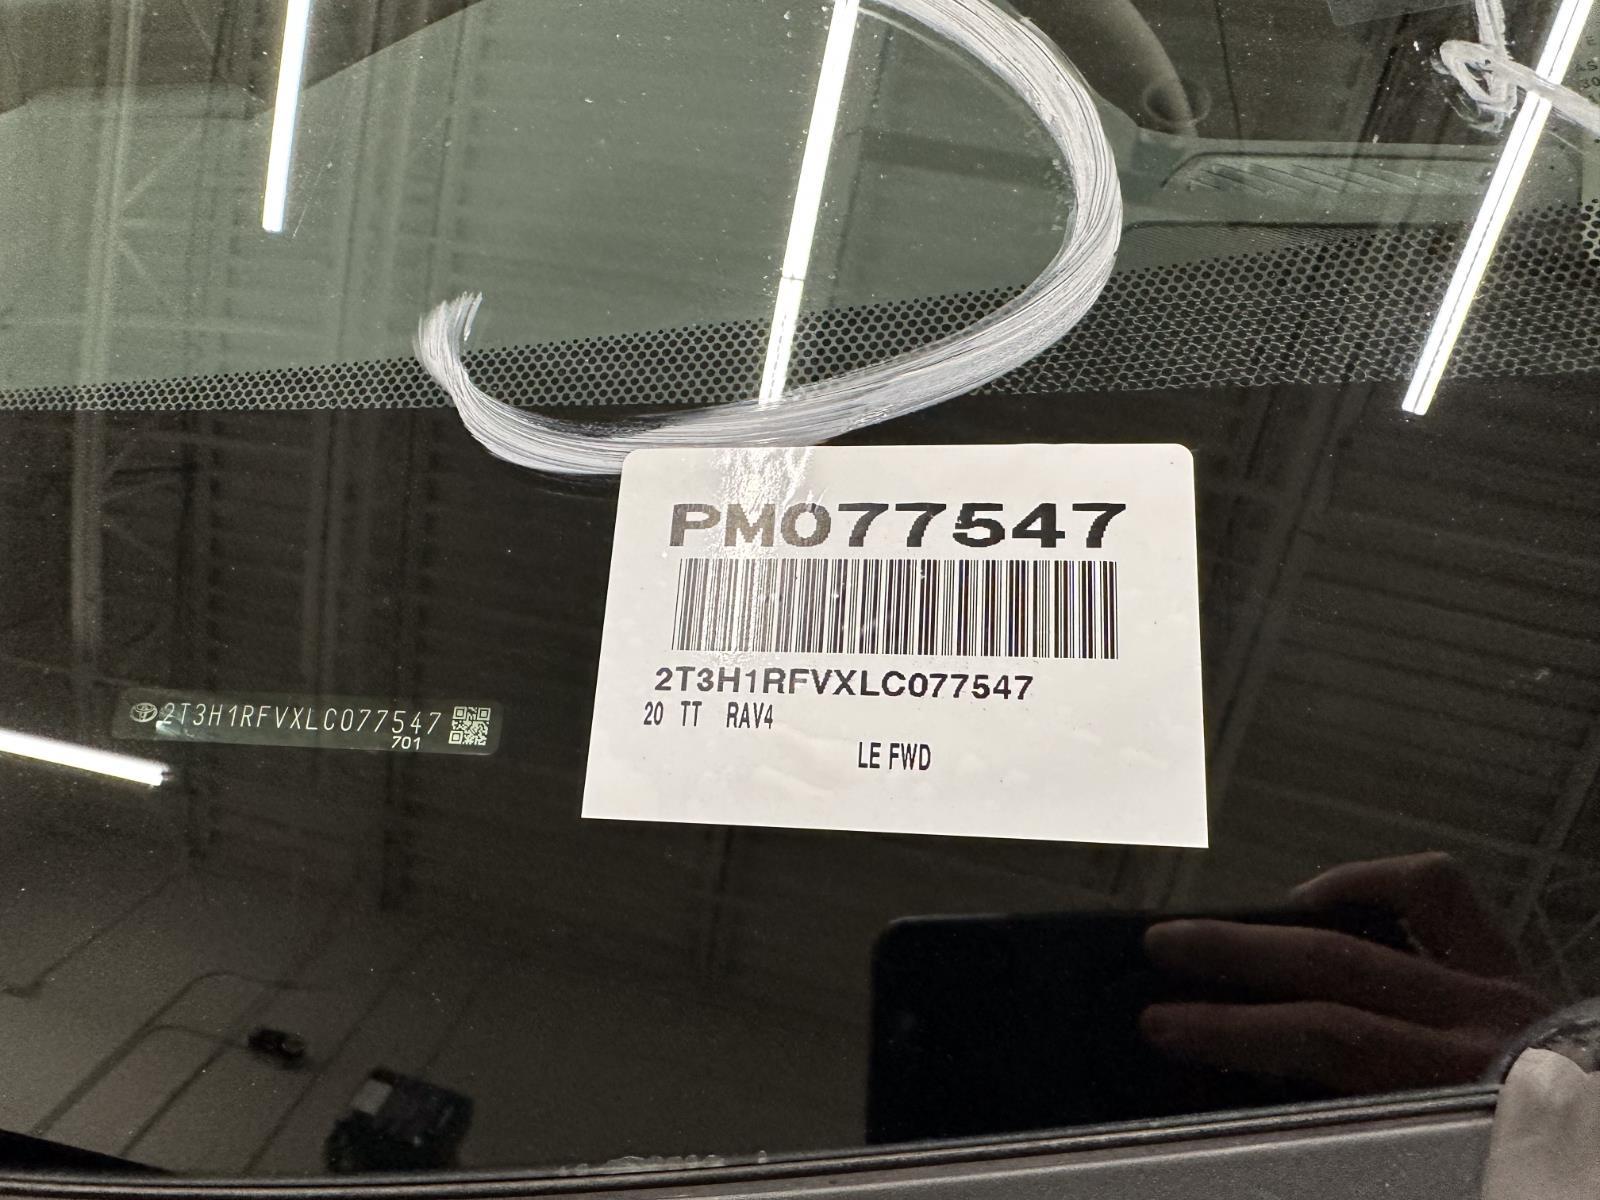 PM077547
2T3H1RFVXLC077547
20 TT RAV4
LE FWD
2T3H1RFVXLC077547
701